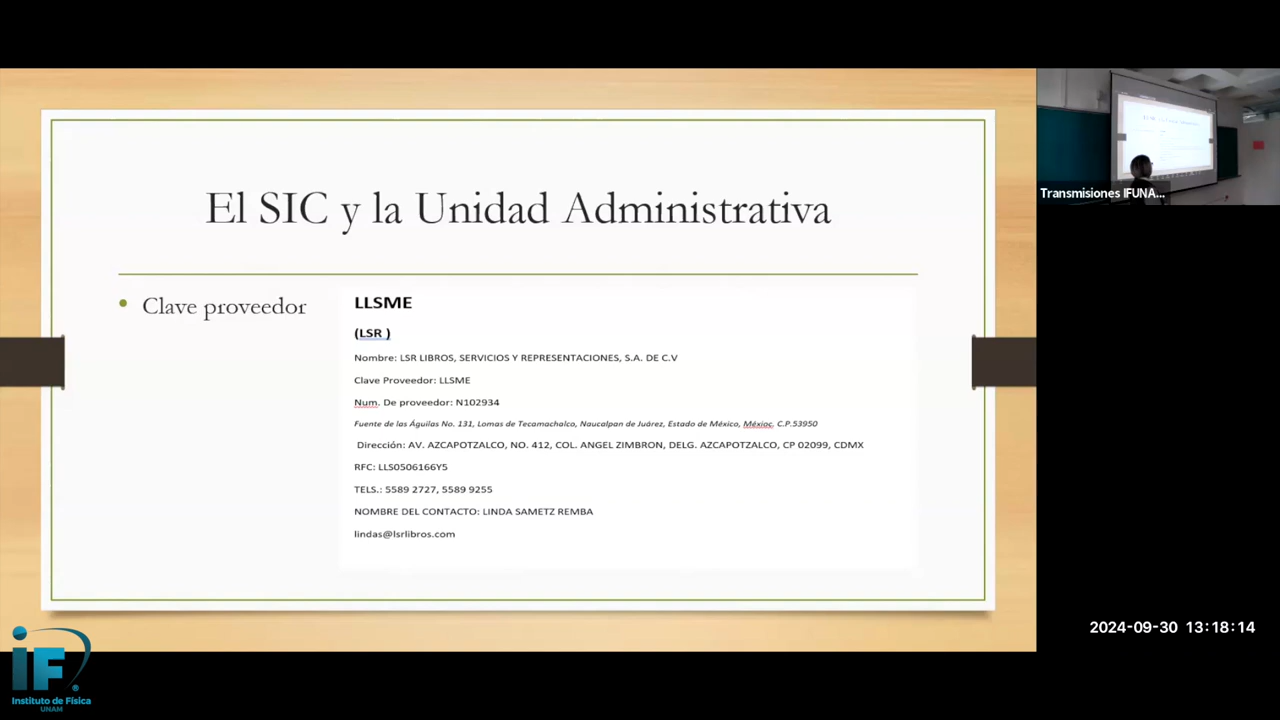 El SIC y la Unidad Administrativa
Clave proveedor
LLSME
(LSR )
Nombre: LSR LIBROS, SERVICIOS Y REPRESENTACIONES, S.A. DE C.V
Clave Proveedor: LLSME
Num. De proveedor: N102934
Fuente de las Águilas No. 131, Lomas de Tecamachalco, Naucalpan de Juárez, Estado de México, Méxioc, C.P.53950
Dirección: AV. AZCAPOTZALCO, NO. 412, COL. ANGEL ZIMBRON, DELG. AZCAPOTZALCO, CP 02099, CDMX
RFC: LLS0506166Y5
TELS.: 5589 2727, 5589 9255
NOMBRE DEL CONTACTO: LINDA SAMETZ REMBA
lindas@lsrlibros.com
Transmisiones IFUNA...
2024-09-30 13:18:14
iF
Instituto de Física
UNAM